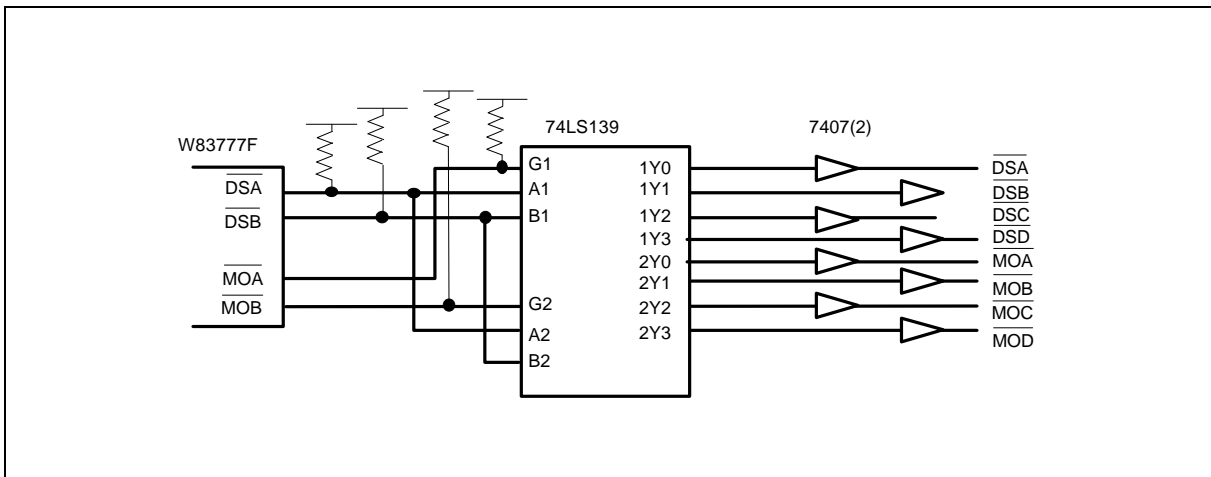 74LS139
7407(2)
W83777F
DSA
DSB
MOA
MOB
G1
A1
B1
G2
A2
B2
1Y0
1Y1
1Y2
1Y3
2Y0
2Y1
2Y2
2Y3
DSA
DSB
DSC
DSD
MOA
MOB
MOC
MOD